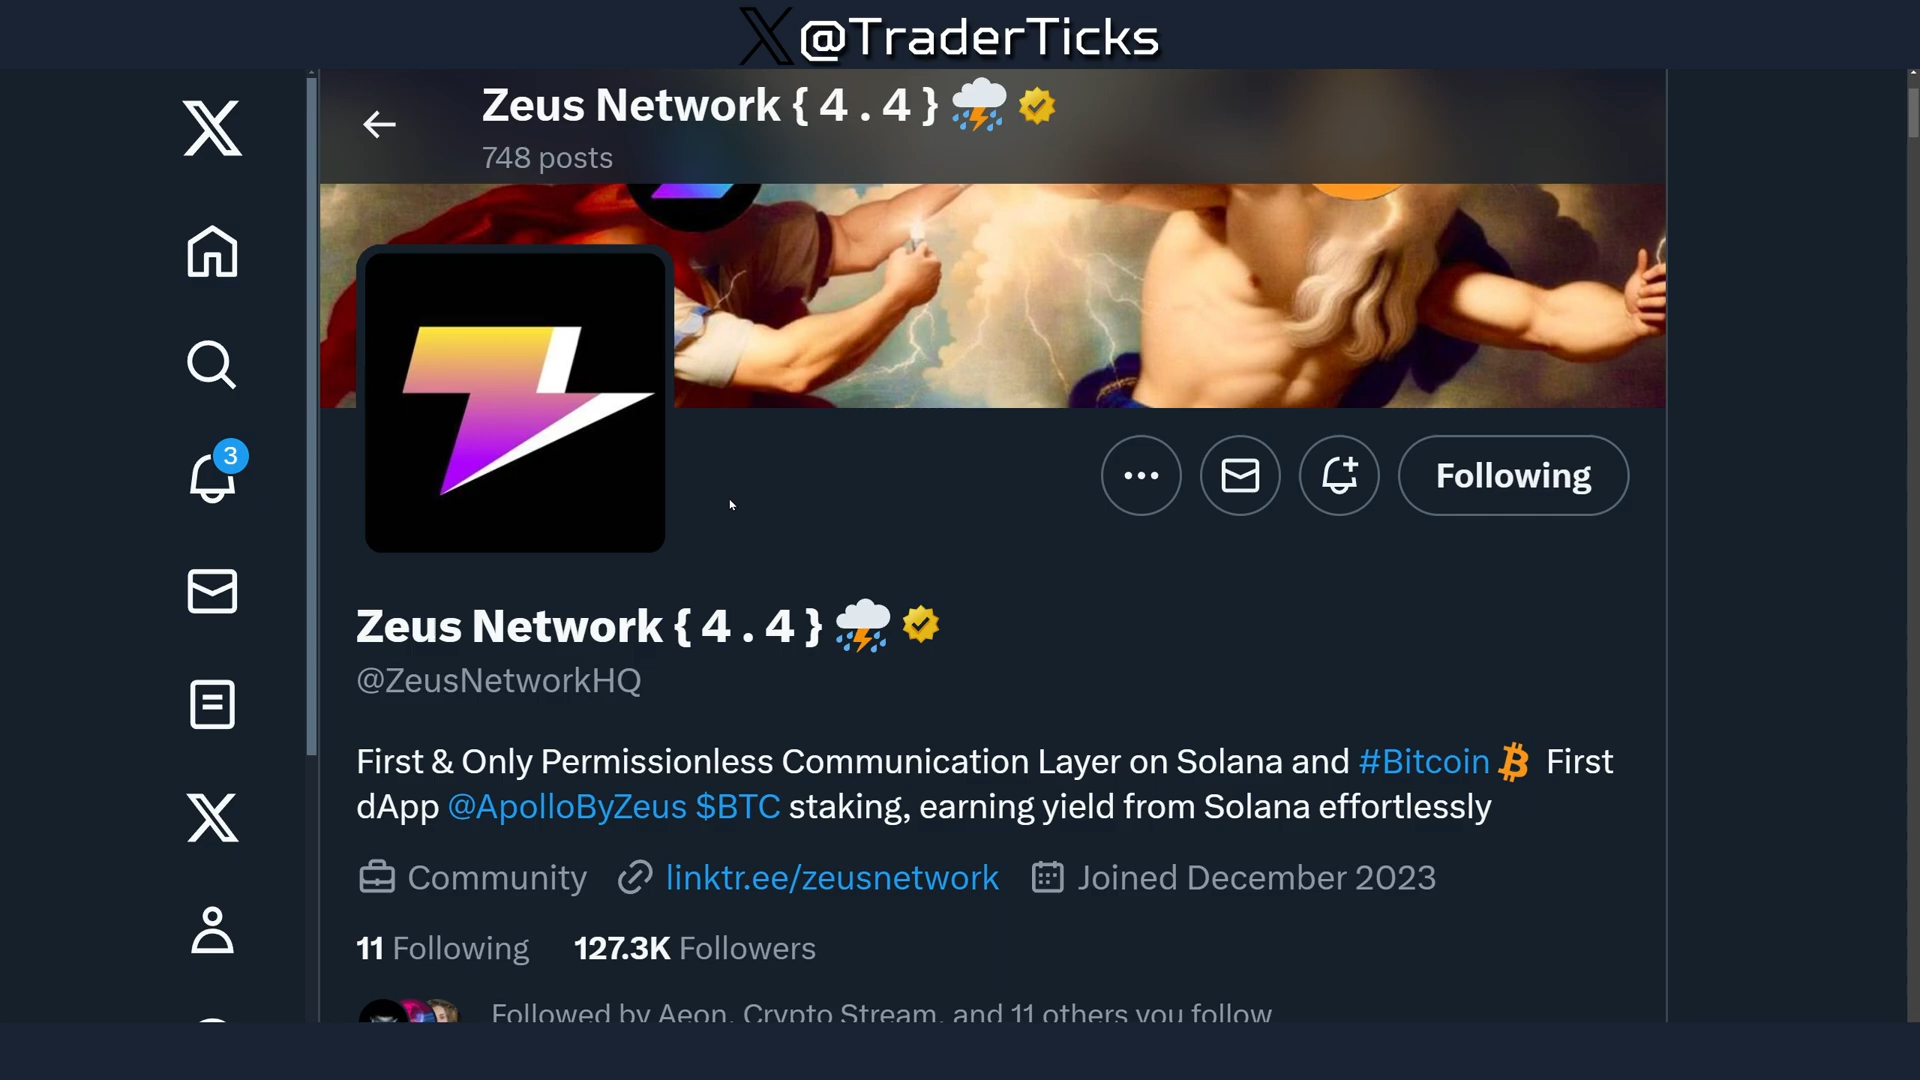 @TraderTicks
Zeus Network { 4 . 4 }
748 posts
3
Following
Zeus Network { 4 . 4 }
@ZeusNetworkHQ
First & Only Permissionless Communication Layer on Solana and #Bitcoin First
dApp @ApolloByZeus $BTC staking, earning yield from Solana effortlessly
Community linktr.ee/zeusnetwork Joined December 2023
11 Following 127.3K Followers
Followed by Aeon, Crypto Stream, and 11 others you follow